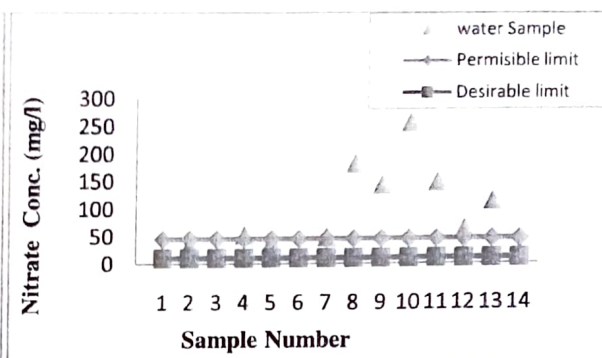 water Sample
Permisible limit
Desirable limit
Nitrate Conc. (mg/l)
300
250
200
150
100
50
0
1 2 3 4 5 6 7 8 9 10 11 12 13 14
Sample Number